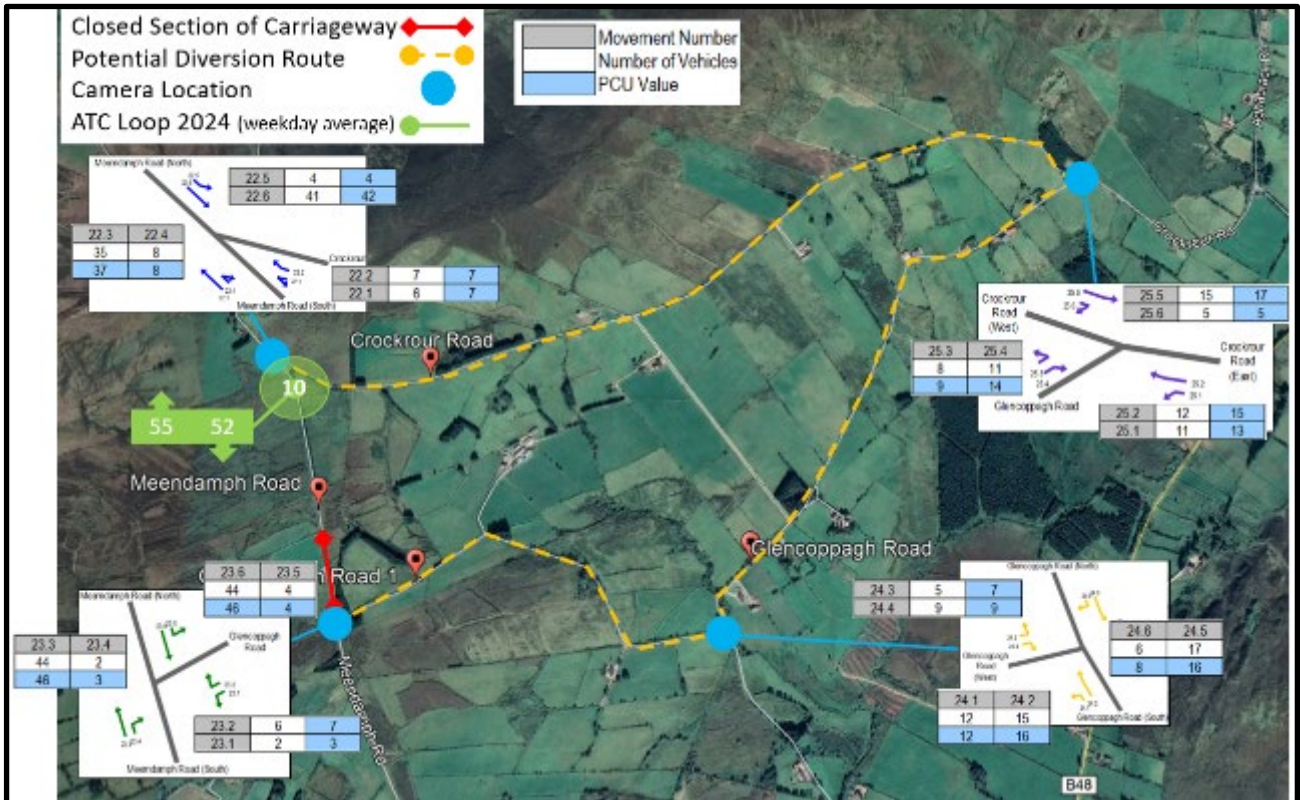 Closed Section of Carriageway
Potential Diversion Route
Camera Location
ATC Loop 2024 (weekday average)
Movement Number
Number of Vehicles
PCU Value
Meendamph Road (North)
22.5 4 4
22.6 41 42
22.3 22.4
35 8
37 8
Crockrour
22.2 7 7
22.1 6 7
Meendamph Road (South)
Crockrour Road
10
55 52
Meendamph Road
Road 1
Glencoppagh Road
Meendamph Rd
B48
Crockrour
Road
(West)
25.5 15 17
25.6 5 5
25.3 25.4
8 11
9 14
Crockrour
Road
(East)
Glencoppagh Road
25.2 12 15
25.1 11 13
23.6 23.5
44 4
46 4
Meendamph Road (North)
23.3 23.4
44 2
46 3
Glencoppagh
Road
23.2 6 7
23.1 2 3
Meendamph Road (South)
Glencoppagh Road (North)
24.3 5 7
24.4 9 9
24.6 24.5
6 17
8 16
Glencoppagh
Road
(West)
24.1 24.2
12 15
12 16
Glencoppagh Road (South)